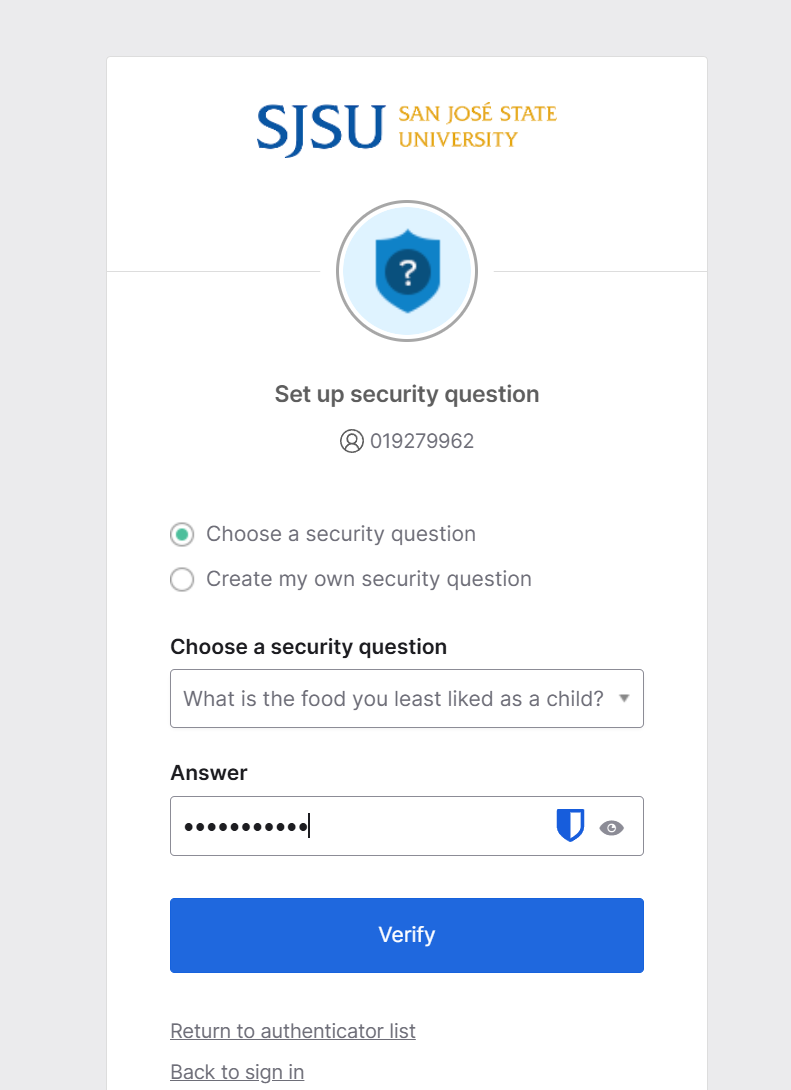 SJSU SAN JOSÉ STATE
UNIVERSITY
?
Set up security question
019279962
Choose a security question
Create my own security question
Choose a security question
What is the food you least liked as a child?
Answer
•••••••••••
Verify
Return to authenticator list
Back to sign in